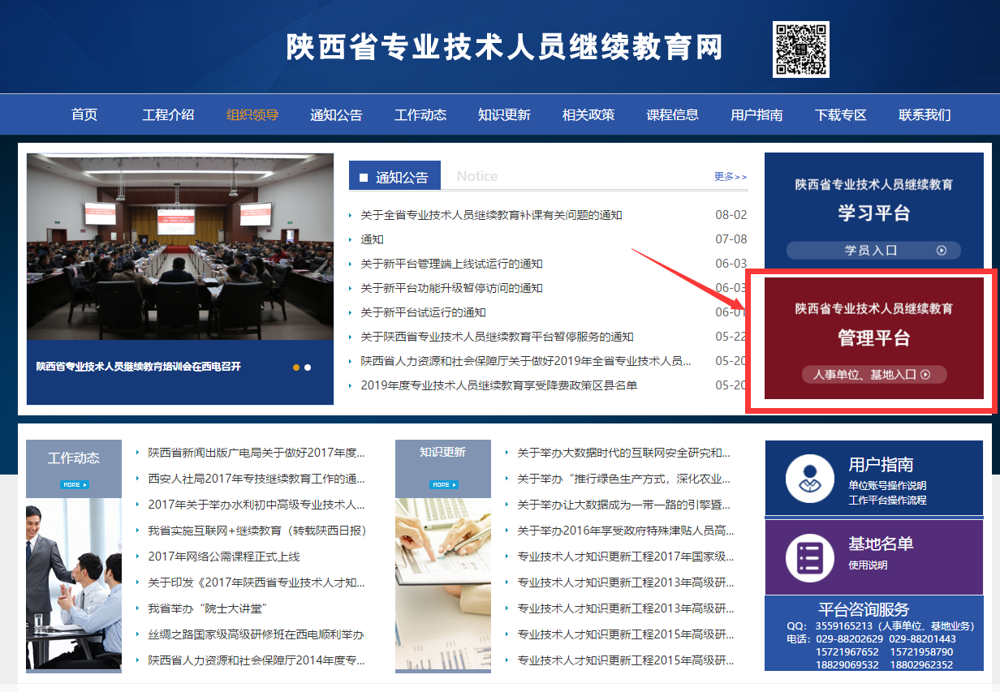 陕西省专业技术人员继续教育网
首页 工程介绍 组织领导 通知公告 工作动态 知识更新 相关政策 课程信息 用户指南 下载专区 联系我们
陕西省专业技术人员继续教育培训会在西电召开
通知公告 Notice 更多>>
关于全省专业技术人员继续教育补课有关问题的通知 08-02
通知 07-08
关于新平台管理端上线试运行的通知 06-03
关于新平台功能升级暂停访问的通知 06-03
关于新平台试运行的通知 06-01
关于陕西省专业技术人员继续教育平台暂停服务的通知 05-22
陕西省人力资源和社会保障厅关于做好2019年全省专业技术人员... 05-20
2019年度专业技术人员继续教育享受降费政策区县名单 05-20
陕西省专业技术人员继续教育
学习平台
学员入口
陕西省专业技术人员继续教育
管理平台
人事单位、基地入口
工作动态
MORE
陕西省新闻出版广电局关于做好2017年度...
西安人社局2017年专技继续教育工作的通...
2017年关于举办水利初中高级专业技术人...
我省实施互联网+继续教育（转载陕西日报）
2017年网络公需课程正式上线
关于印发《2017年陕西省专业技术人才知...
我省举办“院士大讲堂”
丝绸之路国家级高级研修班在西电顺利举办
陕西省人力资源和社会保障厅2014年度专...
知识更新
MORE
关于举办大数据时代的互联网安全研究和...
关于举办“推行绿色生产方式，深化农业...
关于举办让大数据成为一带一路的引擎暨...
关于举办2016年享受政府特殊津贴人员高...
专业技术人才知识更新工程2017年国家级...
专业技术人才知识更新工程2013年高级研...
专业技术人才知识更新工程2013年高级研...
专业技术人才知识更新工程2015年高级研...
专业技术人才知识更新工程2015年高级研...
用户指南
单位账号操作说明
工作平台操作流程
基地名单
使用说明
平台咨询服务
QQ： 3559165213（人事单位、基地业务）
电话： 029-88202629 029-88201443
15721967652 15721958790
18829069532 18802962352